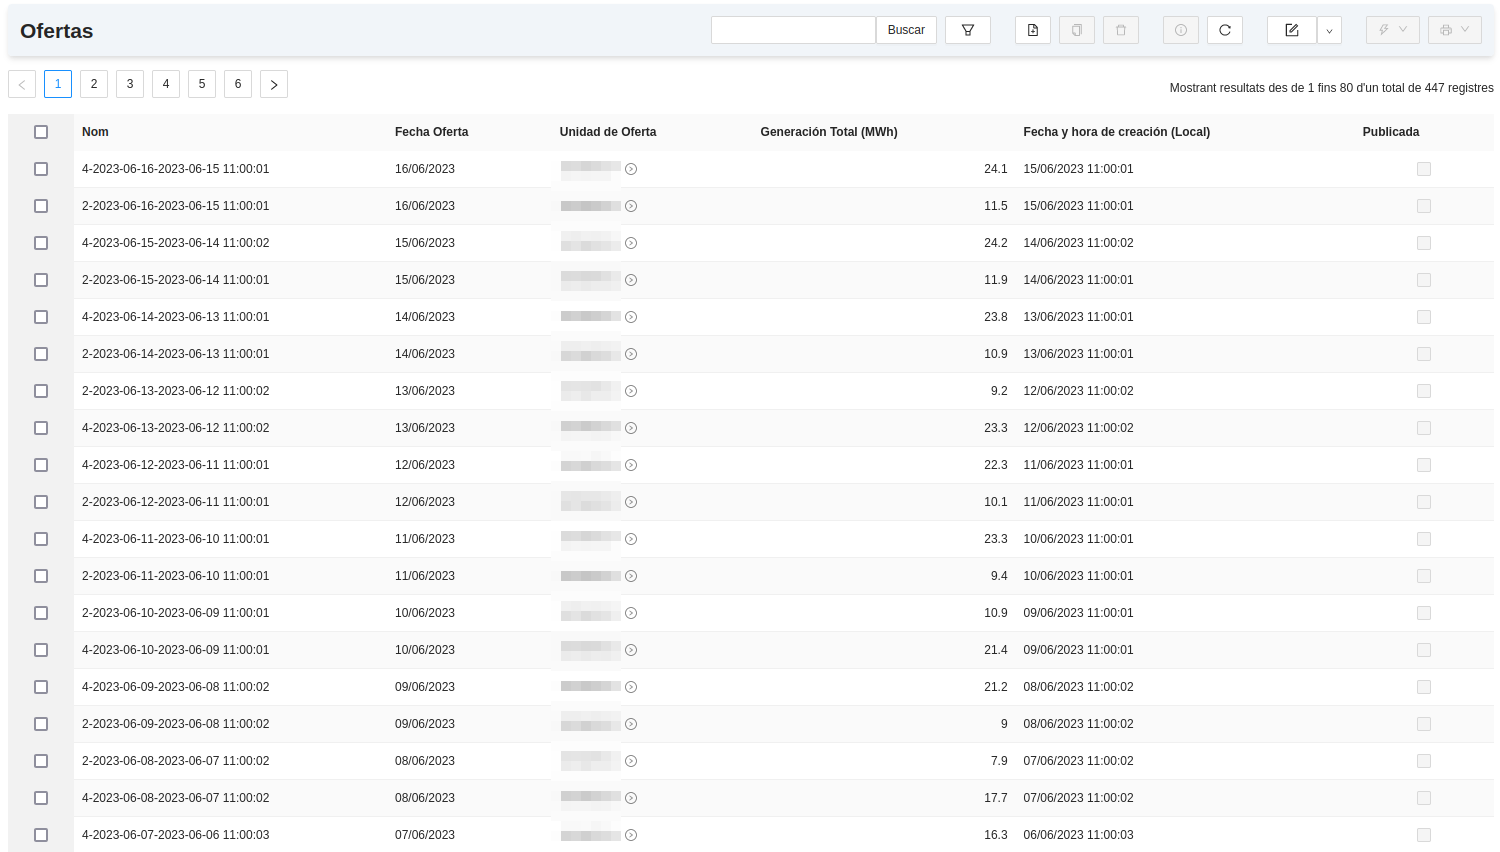 Ofertas
Buscar
1 2 3 4 5 6
Mostrant resultats des de 1 fins 80 d'un total de 447 registres
Nom Fecha Oferta Unidad de Oferta Generación Total (MWh) Fecha y hora de creación (Local) Publicada
4-2023-06-16-2023-06-15 11:00:01 16/06/2023 24.1 15/06/2023 11:00:01
2-2023-06-16-2023-06-15 11:00:01 16/06/2023 11.5 15/06/2023 11:00:01
4-2023-06-15-2023-06-14 11:00:02 15/06/2023 24.2 14/06/2023 11:00:02
2-2023-06-15-2023-06-14 11:00:01 15/06/2023 11.9 14/06/2023 11:00:01
4-2023-06-14-2023-06-13 11:00:01 14/06/2023 23.8 13/06/2023 11:00:01
2-2023-06-14-2023-06-13 11:00:01 14/06/2023 10.9 13/06/2023 11:00:01
2-2023-06-13-2023-06-12 11:00:02 13/06/2023 9.2 12/06/2023 11:00:02
4-2023-06-13-2023-06-12 11:00:02 13/06/2023 23.3 12/06/2023 11:00:02
4-2023-06-12-2023-06-11 11:00:01 12/06/2023 22.3 11/06/2023 11:00:01
2-2023-06-12-2023-06-11 11:00:01 12/06/2023 10.1 11/06/2023 11:00:01
4-2023-06-11-2023-06-10 11:00:01 11/06/2023 23.3 10/06/2023 11:00:01
2-2023-06-11-2023-06-10 11:00:01 11/06/2023 9.4 10/06/2023 11:00:01
2-2023-06-10-2023-06-09 11:00:01 10/06/2023 10.9 09/06/2023 11:00:01
4-2023-06-10-2023-06-09 11:00:01 10/06/2023 21.4 09/06/2023 11:00:01
4-2023-06-09-2023-06-08 11:00:02 09/06/2023 21.2 08/06/2023 11:00:02
2-2023-06-09-2023-06-08 11:00:02 09/06/2023 9 08/06/2023 11:00:02
2-2023-06-08-2023-06-07 11:00:02 08/06/2023 7.9 07/06/2023 11:00:02
4-2023-06-08-2023-06-07 11:00:02 08/06/2023 17.7 07/06/2023 11:00:02
4-2023-06-07-2023-06-06 11:00:03 07/06/2023 16.3 06/06/2023 11:00:03